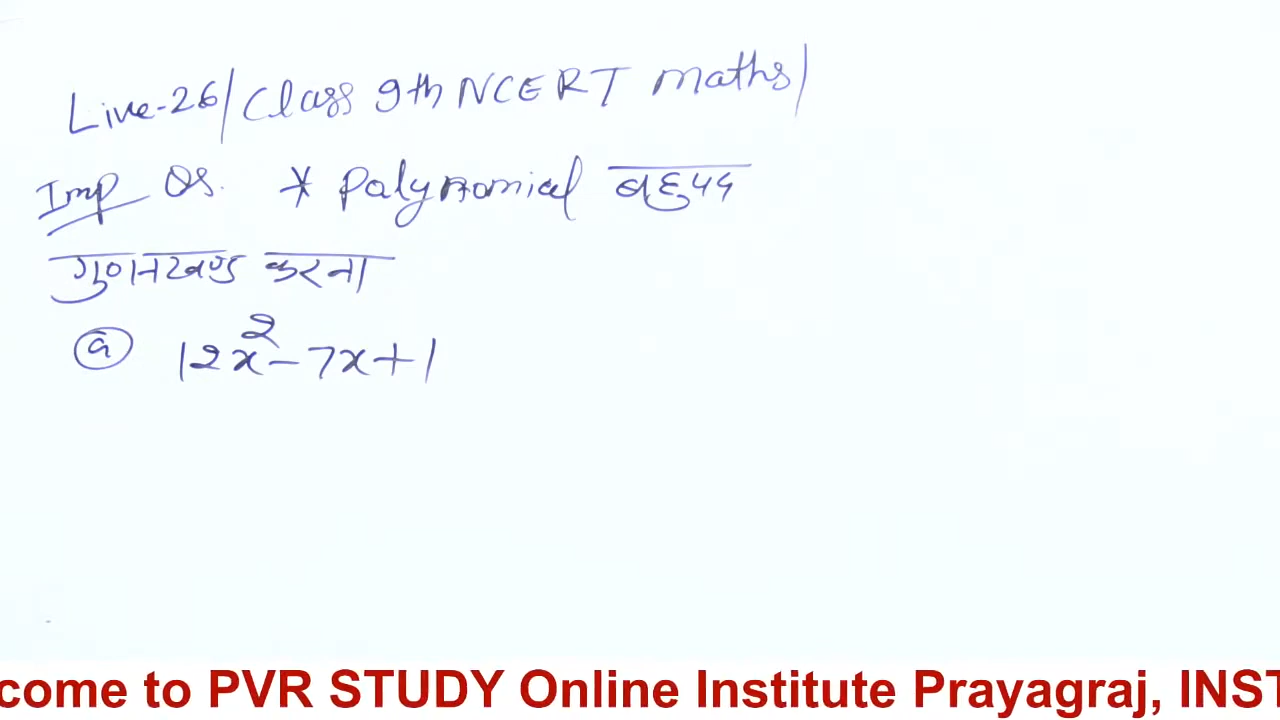 Live-26/Class 9th NCERT maths/
Imp Qs. * Polynomial बहुपद
गुणनखण्ड करना
(a) 12x² - 7x + 1
come to PVR STUDY Online Institute Prayagraj, INST